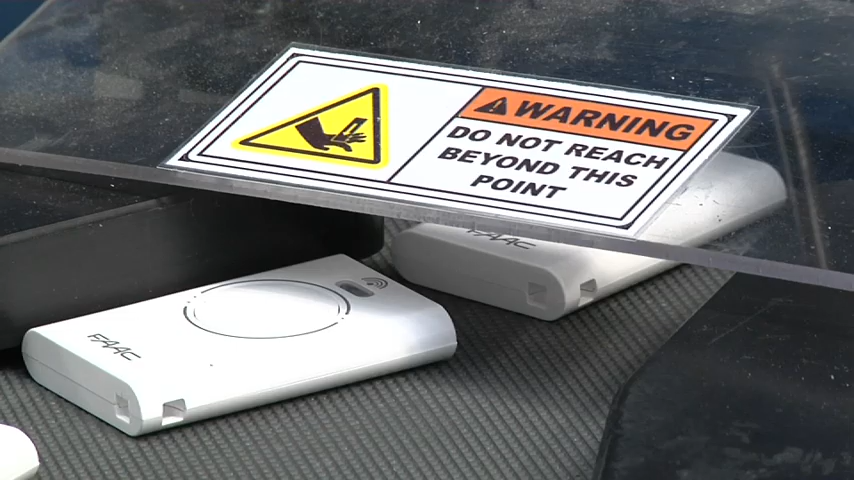 WARNING
DO NOT REACH
BEYOND THIS
POINT
FAAC
FAAC